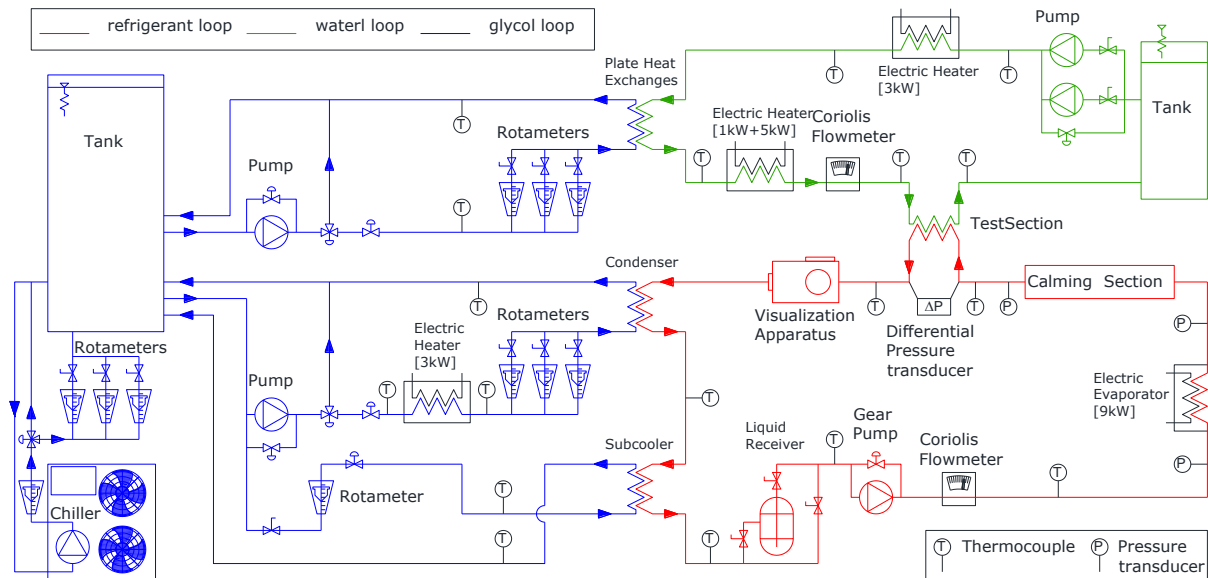 refrigerant loop
waterl loop
glycol loop
Pump
T
T
Electric Heater
[3kW]
Plate Heat
Exchanges
Tank
Tank
T
Electric Heater
[1kW+5kW]
Coriolis
Flowmeter
Rotameters
Pump
T
T
T
T
TestSection
Condenser
Calming Section
T
Visualization
Apparatus
T
ΔP
T
P
Differential
Pressure
transducer
P
Rotameters
Electric
Heater
[3kW]
Rotameters
Pump
T
T
T
Electric
Evaporator
[9kW]
Gear
Pump
Liquid
Receiver
T
Coriolis
Flowmeter
P
Subcooler
T
T
Rotameter
Chiller
T
T
T
Thermocouple
P
Pressure
transducer